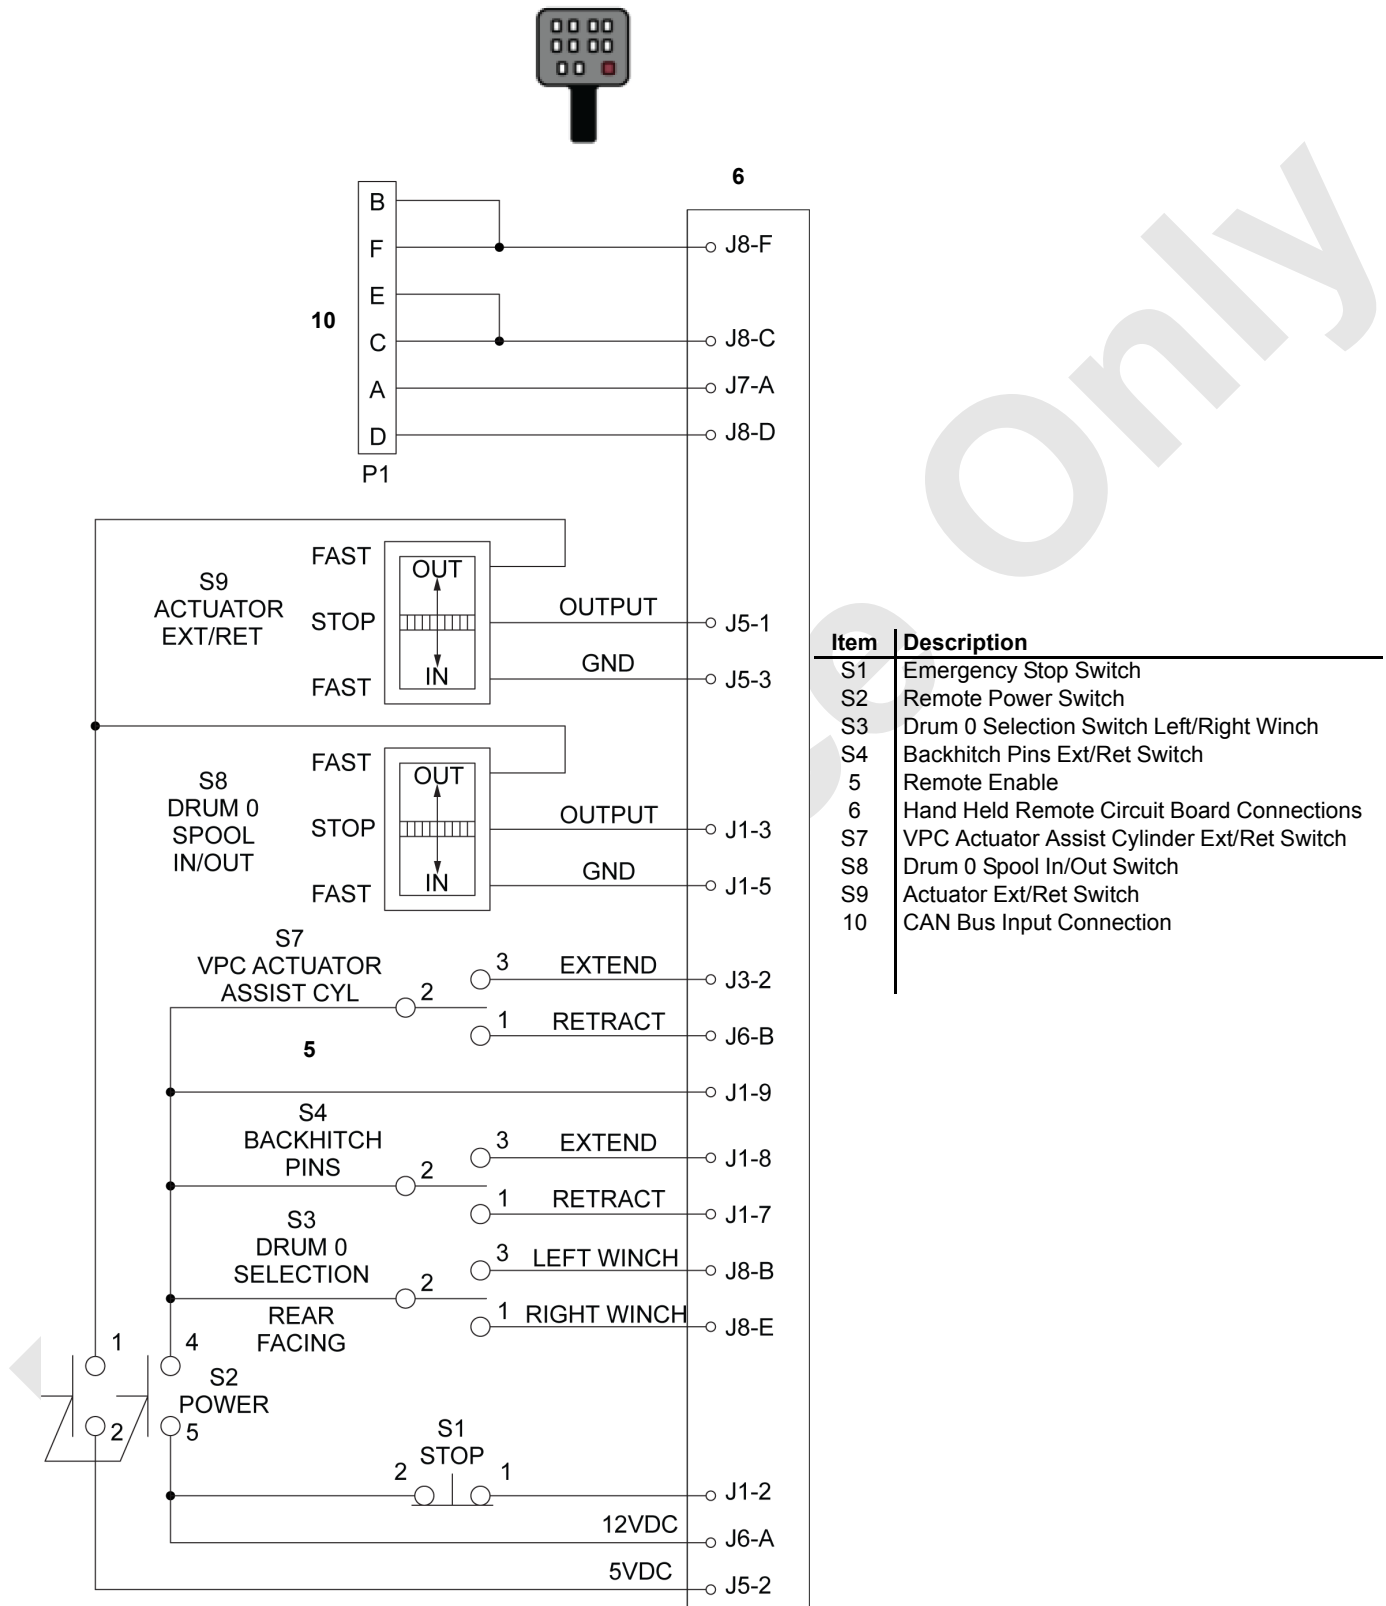 6
B
F
E
C
A
D
P1
10
J8-F
J8-C
J7-A
J8-D
S9
ACTUATOR
EXT/RET
FAST
STOP
FAST
OUT
IN
OUTPUT
GND
J5-1
J5-3
S8
DRUM 0
SPOOL
IN/OUT
FAST
STOP
FAST
OUT
IN
OUTPUT
GND
J1-3
J1-5
S7
VPC ACTUATOR
ASSIST CYL
2
3
EXTEND
J3-2
1
RETRACT
J6-B
5
J1-9
S4
BACKHITCH
PINS
2
3
EXTEND
J1-8
1
RETRACT
J1-7
S3
DRUM 0
SELECTION
REAR
FACING
2
3
LEFT WINCH
J8-B
1
RIGHT WINCH
J8-E
1
4
S2
POWER
2
5
S1
STOP
2
1
J1-2
12VDC
J6-A
5VDC
J5-2
Item Description
S1 Emergency Stop Switch
S2 Remote Power Switch
S3 Drum 0 Selection Switch Left/Right Winch
S4 Backhitch Pins Ext/Ret Switch
5 Remote Enable
6 Hand Held Remote Circuit Board Connections
S7 VPC Actuator Assist Cylinder Ext/Ret Switch
S8 Drum 0 Spool In/Out Switch
S9 Actuator Ext/Ret Switch
10 CAN Bus Input Connection
Only